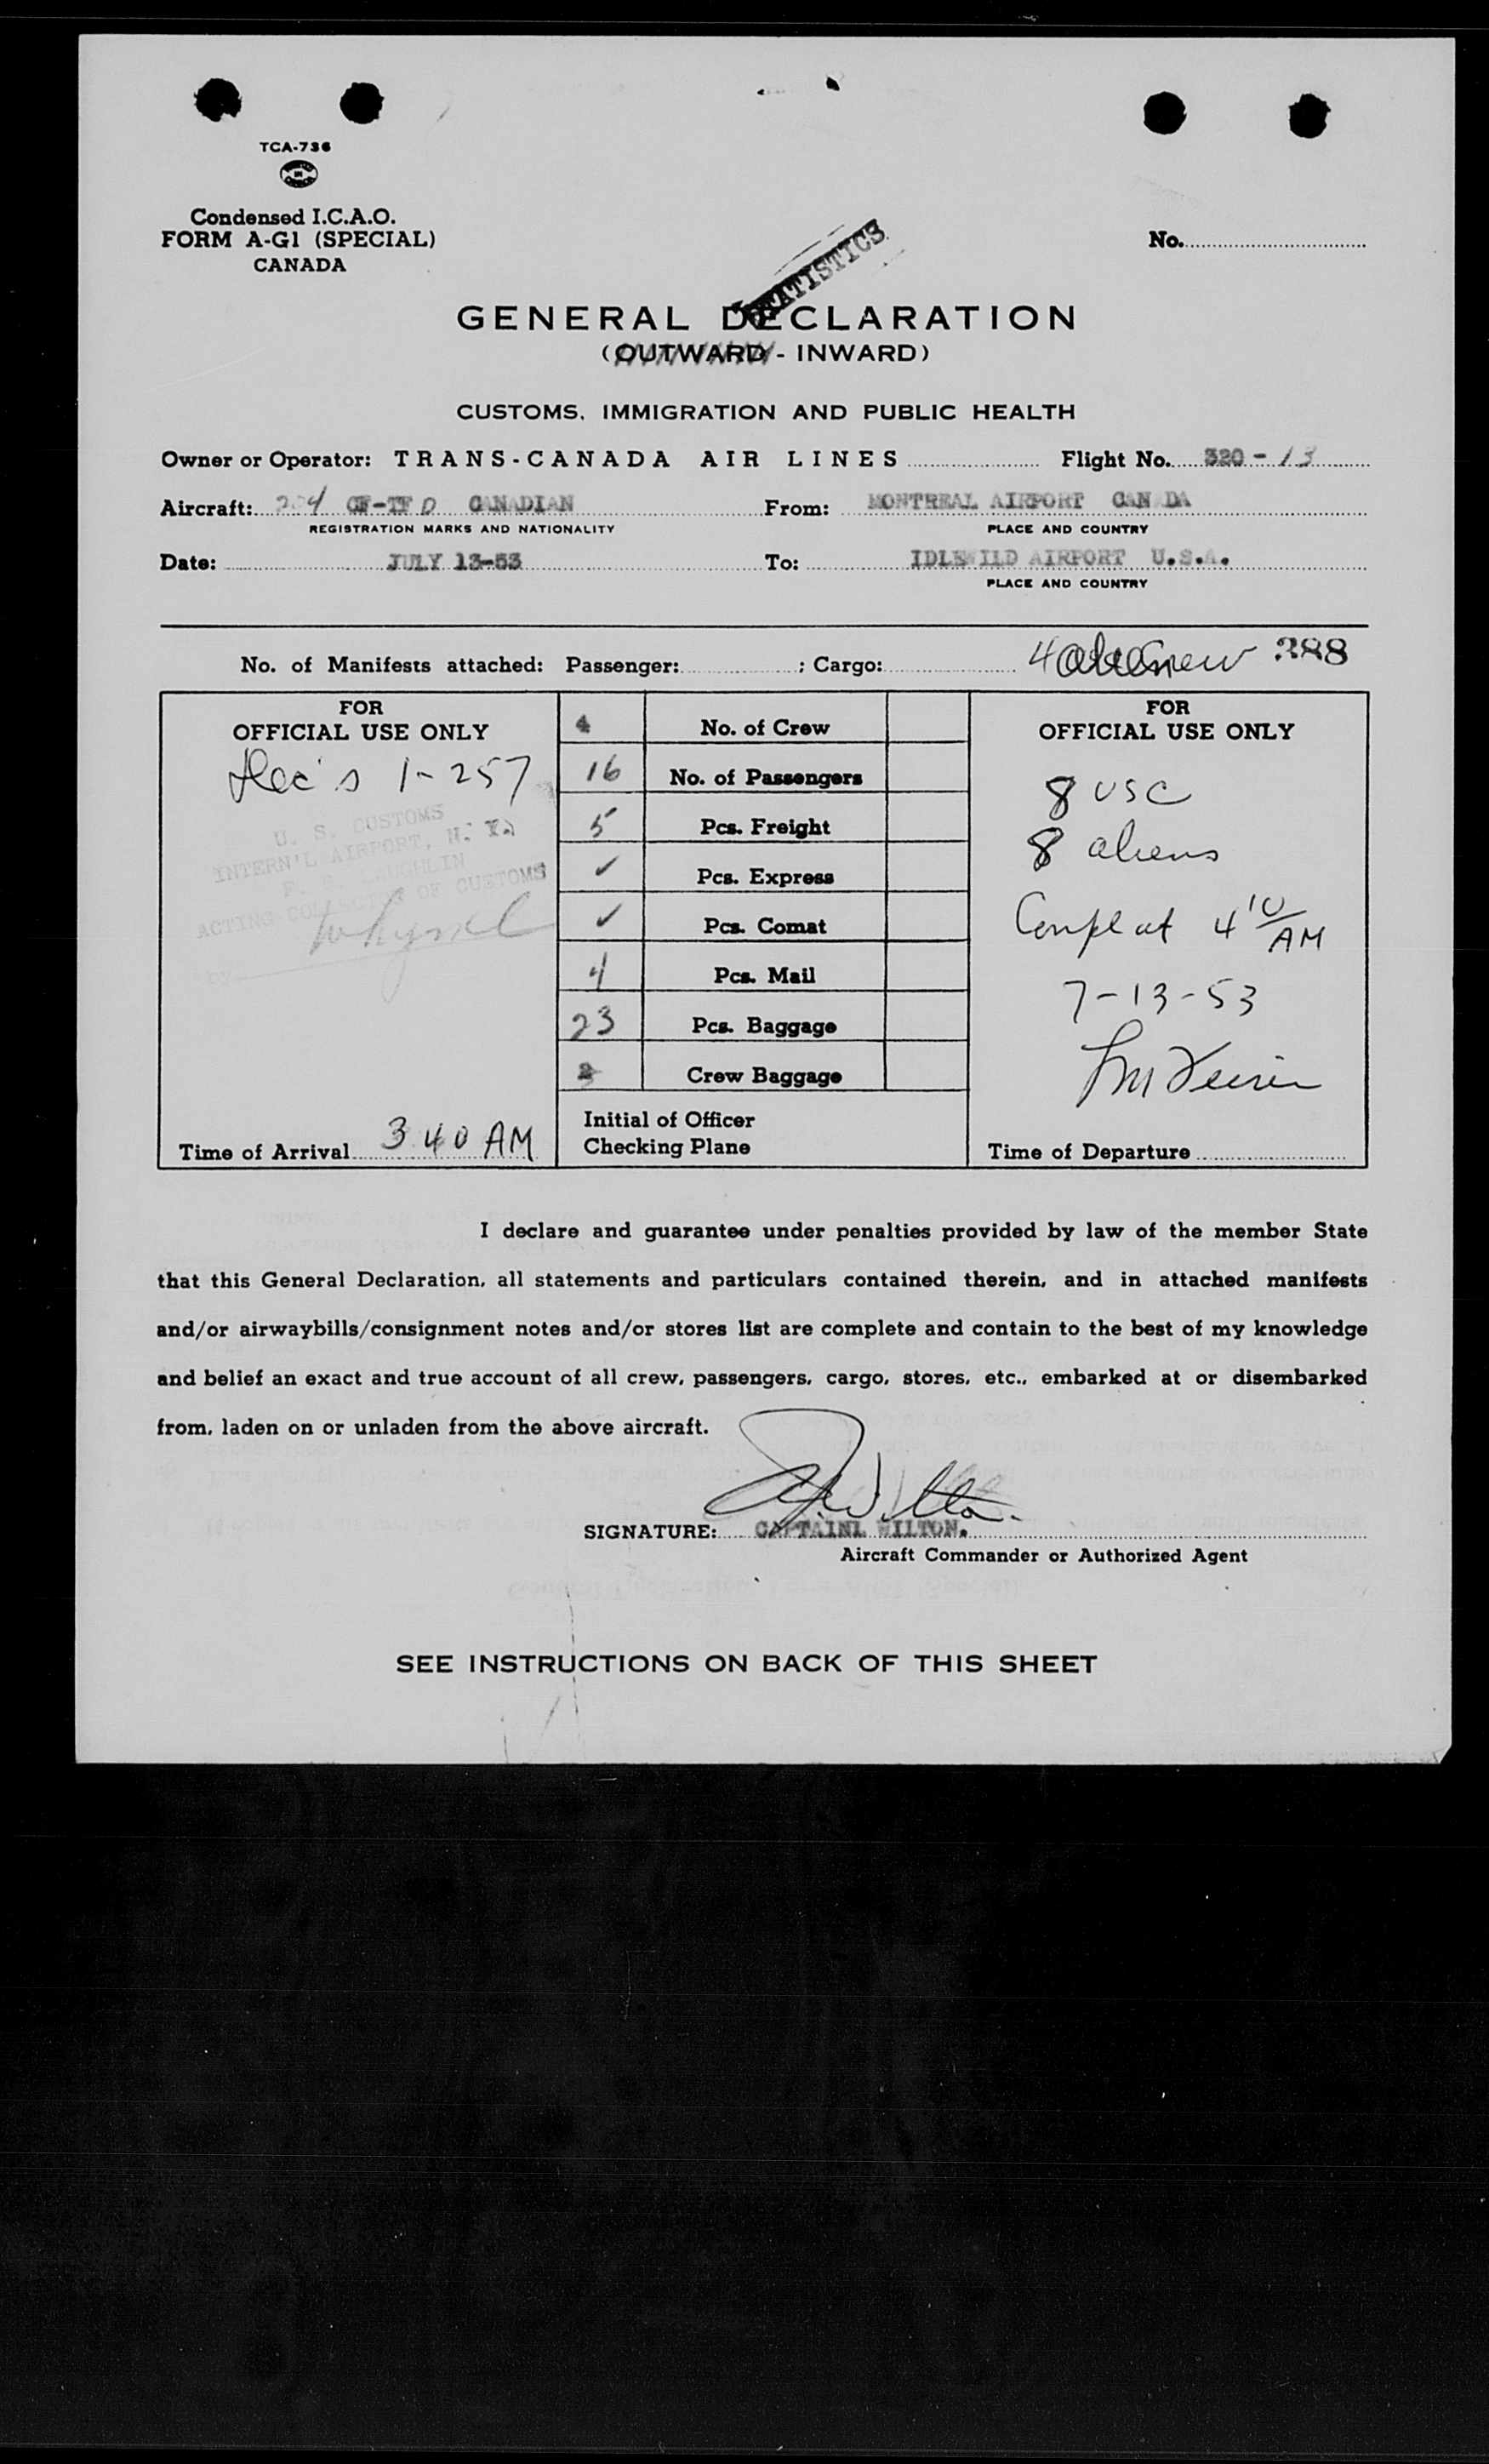 TCA-736
Condensed I.C.A.O.
FORM A-G1 (SPECIAL)
CANADA
No.
STATISTICS
GENERAL DECLARATION
(OUTWARD - INWARD)
CUSTOMS, IMMIGRATION AND PUBLIC HEALTH
Owner or Operator: TRANS-CANADA AIR LINES Flight No. 320-13
Aircraft: 204 CF-TFD CANADIAN From: MONTREAL AIRPORT CANADA
REGISTRATION MARKS AND NATIONALITY PLACE AND COUNTRY
Date: JULY 13-53 To: IDLEWILD AIRPORT U.S.A.
PLACE AND COUNTRY
No. of Manifests attached: Passenger: ; Cargo: 4 crew 388
FOR
OFFICIAL USE ONLY
Dec's 1-257
U. S. CUSTOMS
INTERN'L AIRPORT, N. Y.
ACTING COLLECTOR OF CUSTOMS
by
Time of Arrival 3 40 AM
4 No. of Crew
16 No. of Passengers
5 Pcs. Freight
✓ Pcs. Express
✓ Pcs. Comat
4 Pcs. Mail
23 Pcs. Baggage
Crew Baggage
Initial of Officer
Checking Plane
FOR
OFFICIAL USE ONLY
8 USC
8 aliens
Compl at 4 10 AM
7-13-53
Time of Departure
I declare and guarantee under penalties provided by law of the member State
that this General Declaration, all statements and particulars contained therein, and in attached manifests
and/or airwaybills/consignment notes and/or stores list are complete and contain to the best of my knowledge
and belief an exact and true account of all crew, passengers, cargo, stores, etc., embarked at or disembarked
from, laden on or unladen from the above aircraft.
SIGNATURE: CAPTAINL WILTON.
Aircraft Commander or Authorized Agent
SEE INSTRUCTIONS ON BACK OF THIS SHEET